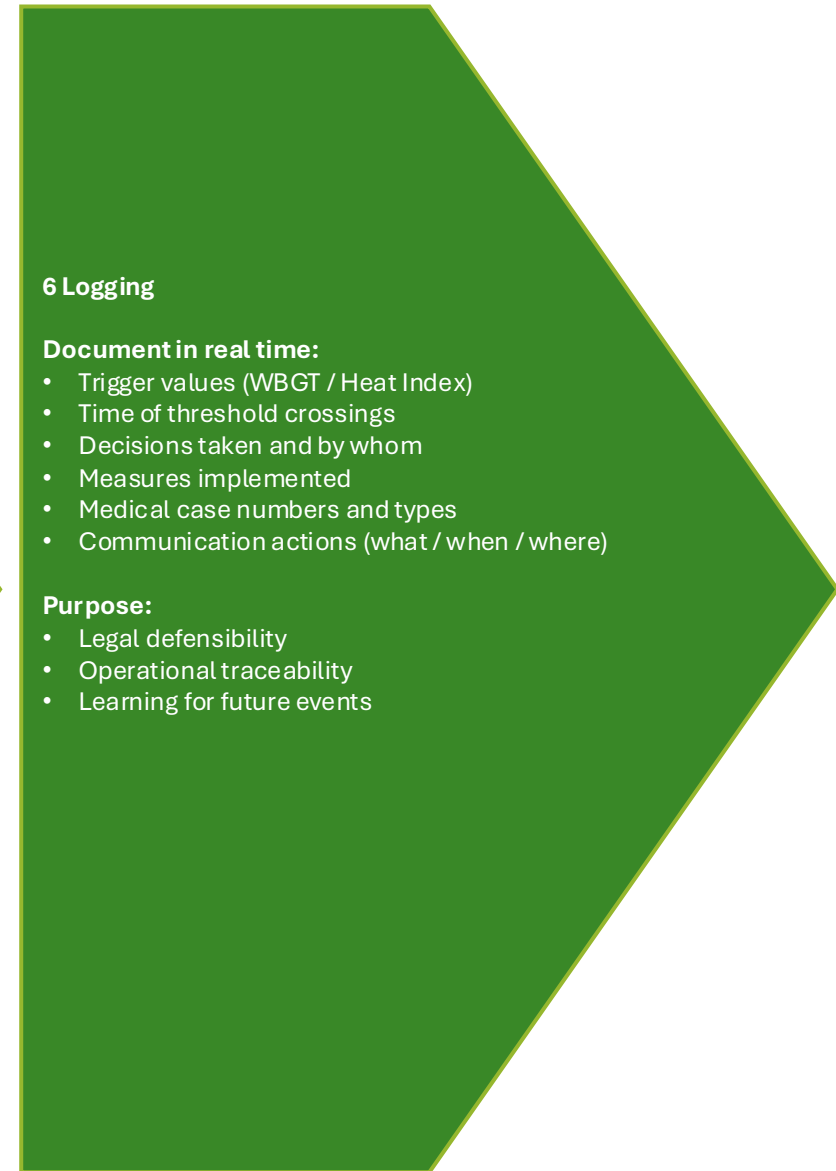 6 Logging
Document in real time:
• Trigger values (WBGT / Heat Index)
• Time of threshold crossings
• Decisions taken and by whom
• Measures implemented
• Medical case numbers and types
• Communication actions (what / when / where)
Purpose:
• Legal defensibility
• Operational traceability
• Learning for future events